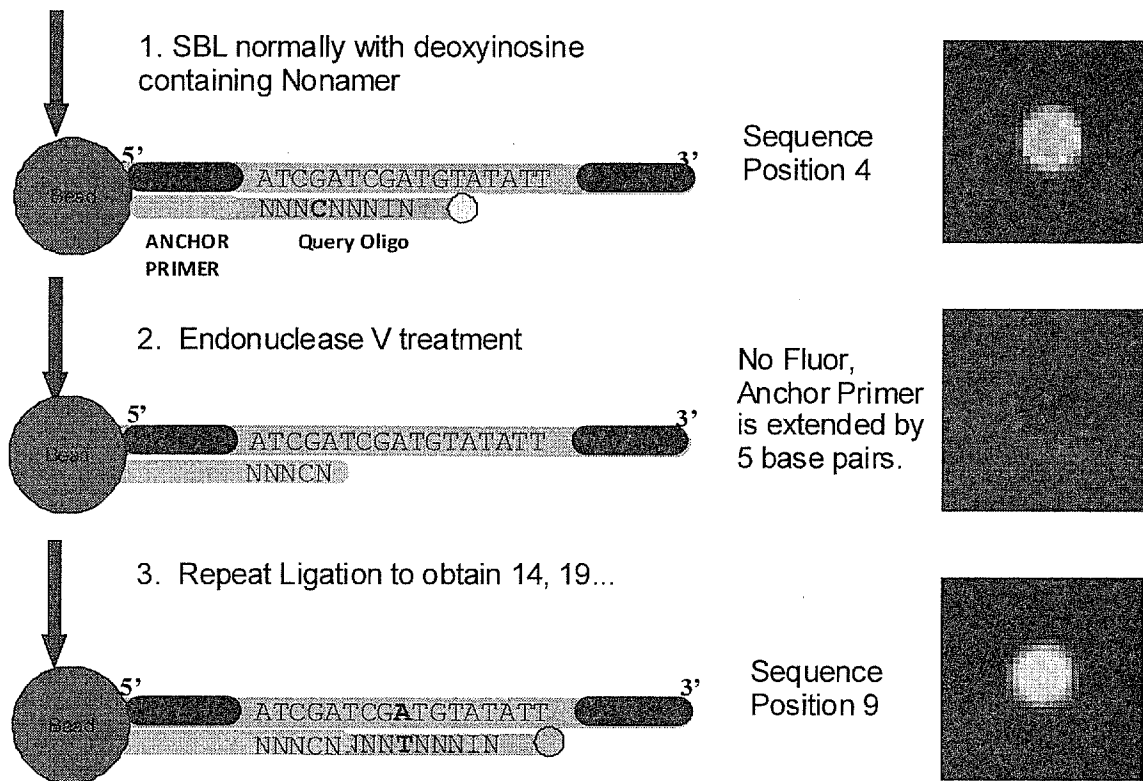 1. SBL normally with deoxyinosine
containing Nonamer
5’
3’
Bead
ATCGATCGATGTATATT
NNNCNNNIN
ANCHOR
PRIMER
Query Oligo
Sequence
Position 4
2. Endonuclease V treatment
5’
3’
Bead
ATCGATCGATGTATATT
NNNCN
No Fluor,
Anchor Primer
is extended by
5 base pairs.
3. Repeat Ligation to obtain 14, 19...
5’
3’
Bead
ATCGATCGATGTATATT
NNNCNNNNTNNNIN
Sequence
Position 9